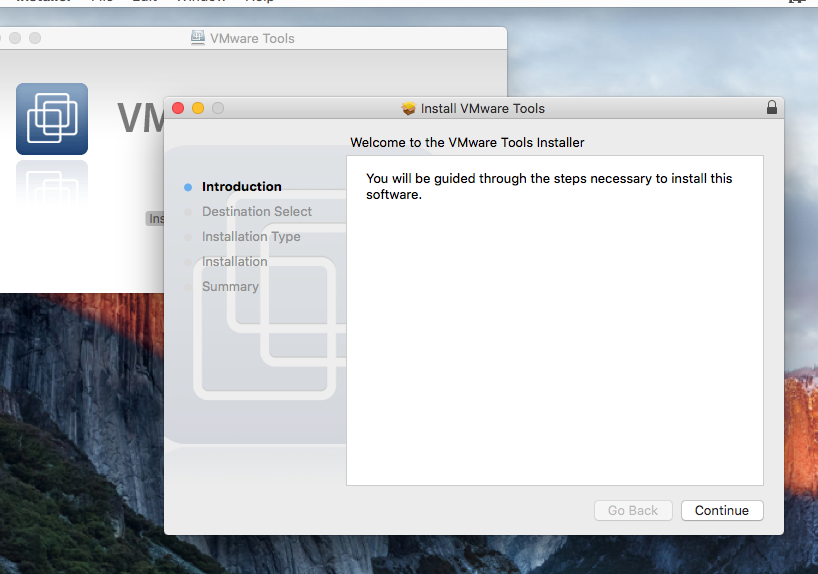 VMware Tools
VM
Ins
Install VMware Tools
Welcome to the VMware Tools Installer
Introduction
Destination Select
Installation Type
Installation
Summary
You will be guided through the steps necessary to install this
software.
Go Back
Continue